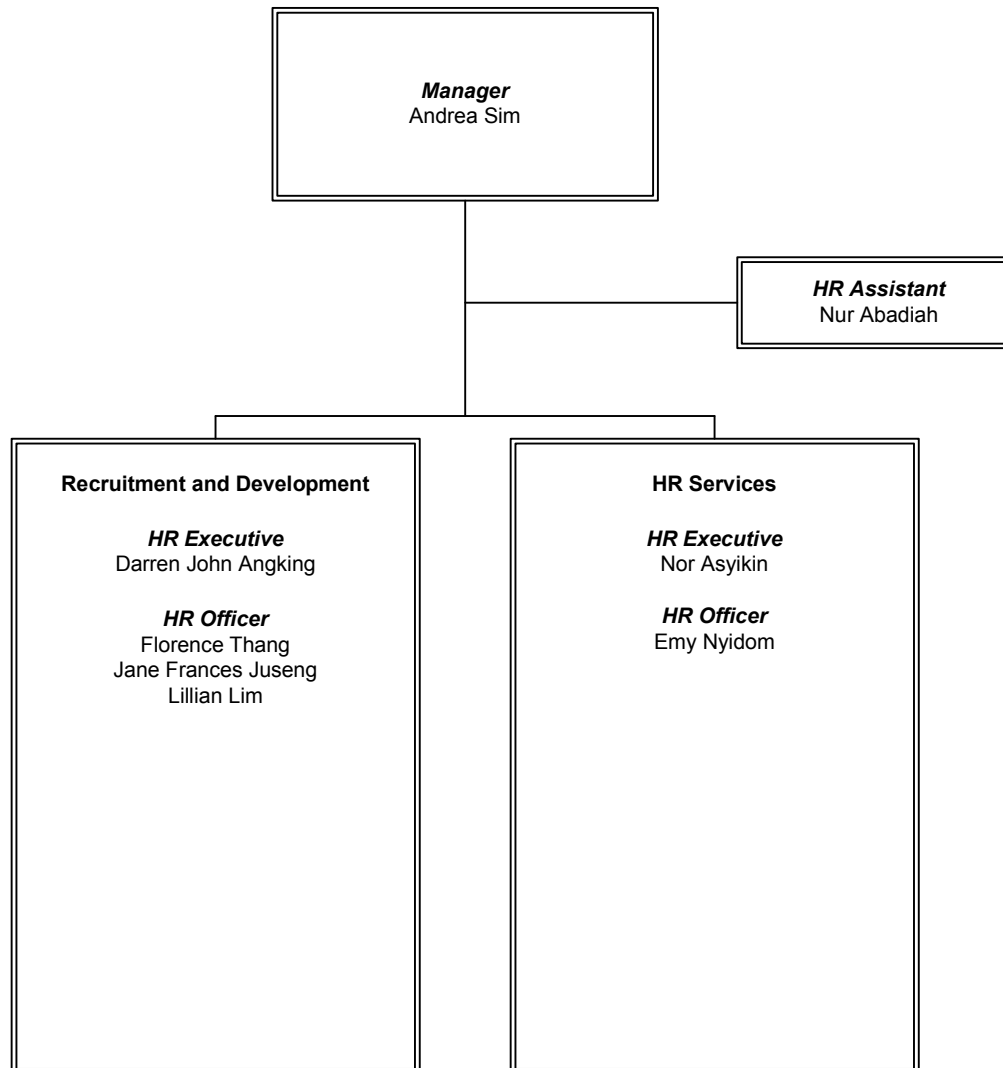 Manager
Andrea Sim
HR Assistant
Nur Abadiah
Recruitment and Development
HR Executive
Darren John Angking
HR Officer
Florence Thang
Jane Frances Juseng
Lillian Lim
HR Services
HR Executive
Nor Asyikin
HR Officer
Emy Nyidom